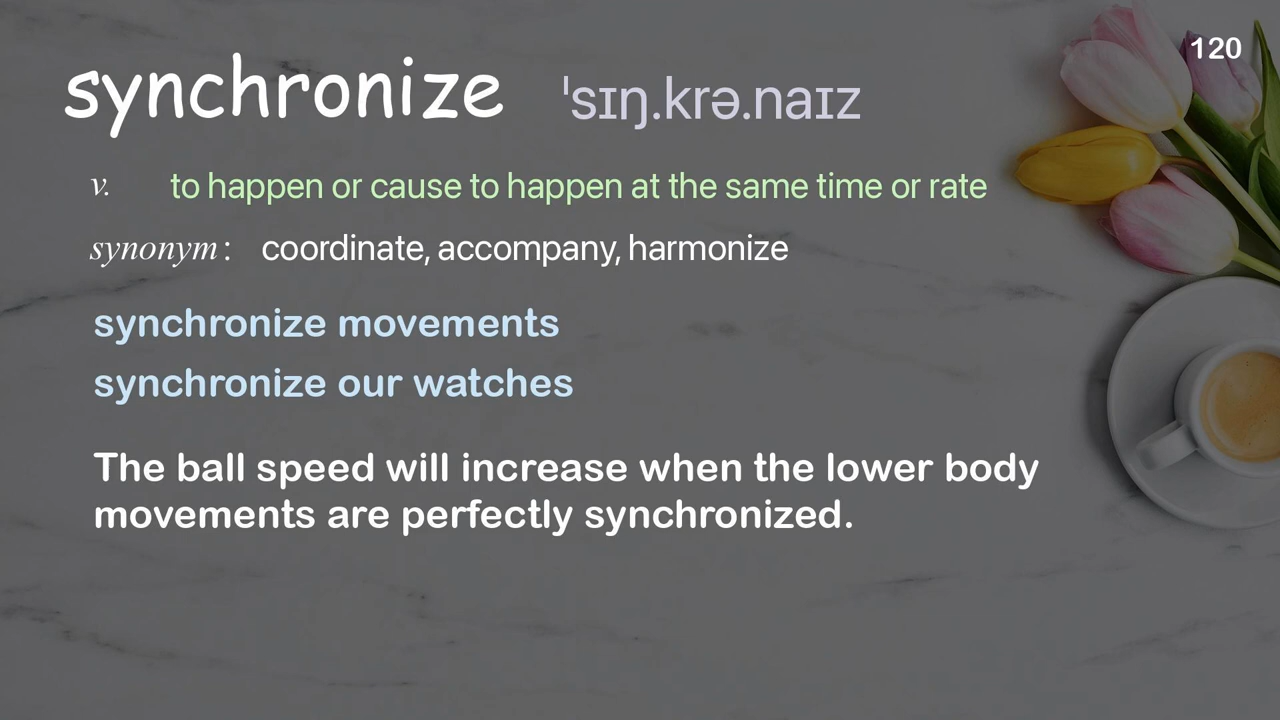 120
synchronize ˈsɪŋ.krə.naɪz
v. to happen or cause to happen at the same time or rate
synonym : coordinate, accompany, harmonize
synchronize movements
synchronize our watches
The ball speed will increase when the lower body
movements are perfectly synchronized.